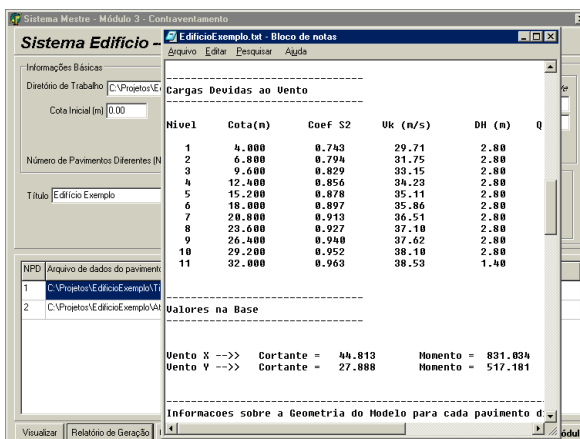 Sistema Mestre - Módulo 3 - Contraventamento
Sistema Edifício -
Informações Básicas
Diretório de Trabalho C:\Projetos\E
Cota Inicial (m) 0.00
Número de Pavimentos Diferentes (N
Título Edifício Exemplo
NPD Arquivo de dados do pavimento
1 C:\Projetos\EdificioExemplo\Ti
2 C:\Projetos\EdificioExemplo\At
Visualizar Relatório de Geração
EdificioExemplo.txt - Bloco de notas
Arquivo Editar Pesquisar Ajuda
-----------------------------
Cargas Devidas ao Vento
-----------------------------
Nivel Cota(m) Coef S2 Vk (m/s) DH (m) Q
1 4.000 0.743 29.71 2.80
2 6.800 0.794 31.75 2.80
3 9.600 0.829 33.15 2.80
4 12.400 0.856 34.23 2.80
5 15.200 0.878 35.11 2.80
6 18.000 0.897 35.86 2.80
7 20.800 0.913 36.51 2.80
8 23.600 0.927 37.10 2.80
9 26.400 0.940 37.62 2.80
10 29.200 0.952 38.10 2.80
11 32.000 0.963 38.53 1.40
-----------------------------
Valores na Base
-----------------------------
Vento X -->> Cortante = 44.813 Momento = 831.034
Vento Y -->> Cortante = 27.888 Momento = 517.181
------------------------------------------------------------
Informacoes sobre a Geometria do Modelo para cada pavimento d
ódul